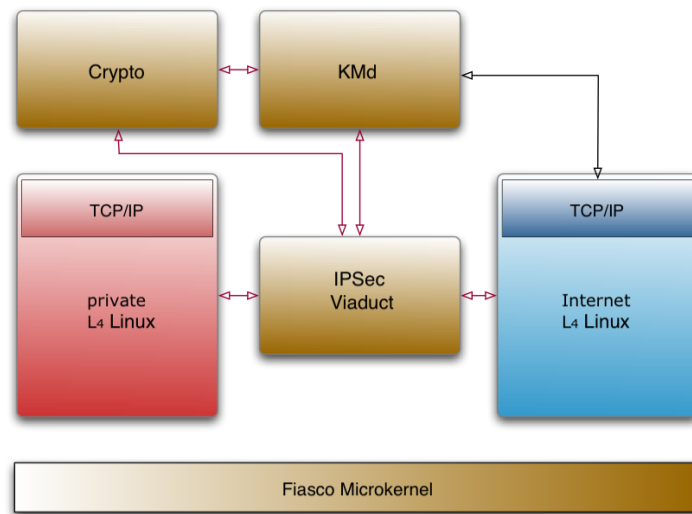 Crypto
KMd
TCP/IP
TCP/IP
IPSec
Viaduct
private
L4 Linux
Internet
L4 Linux
Fiasco Microkernel